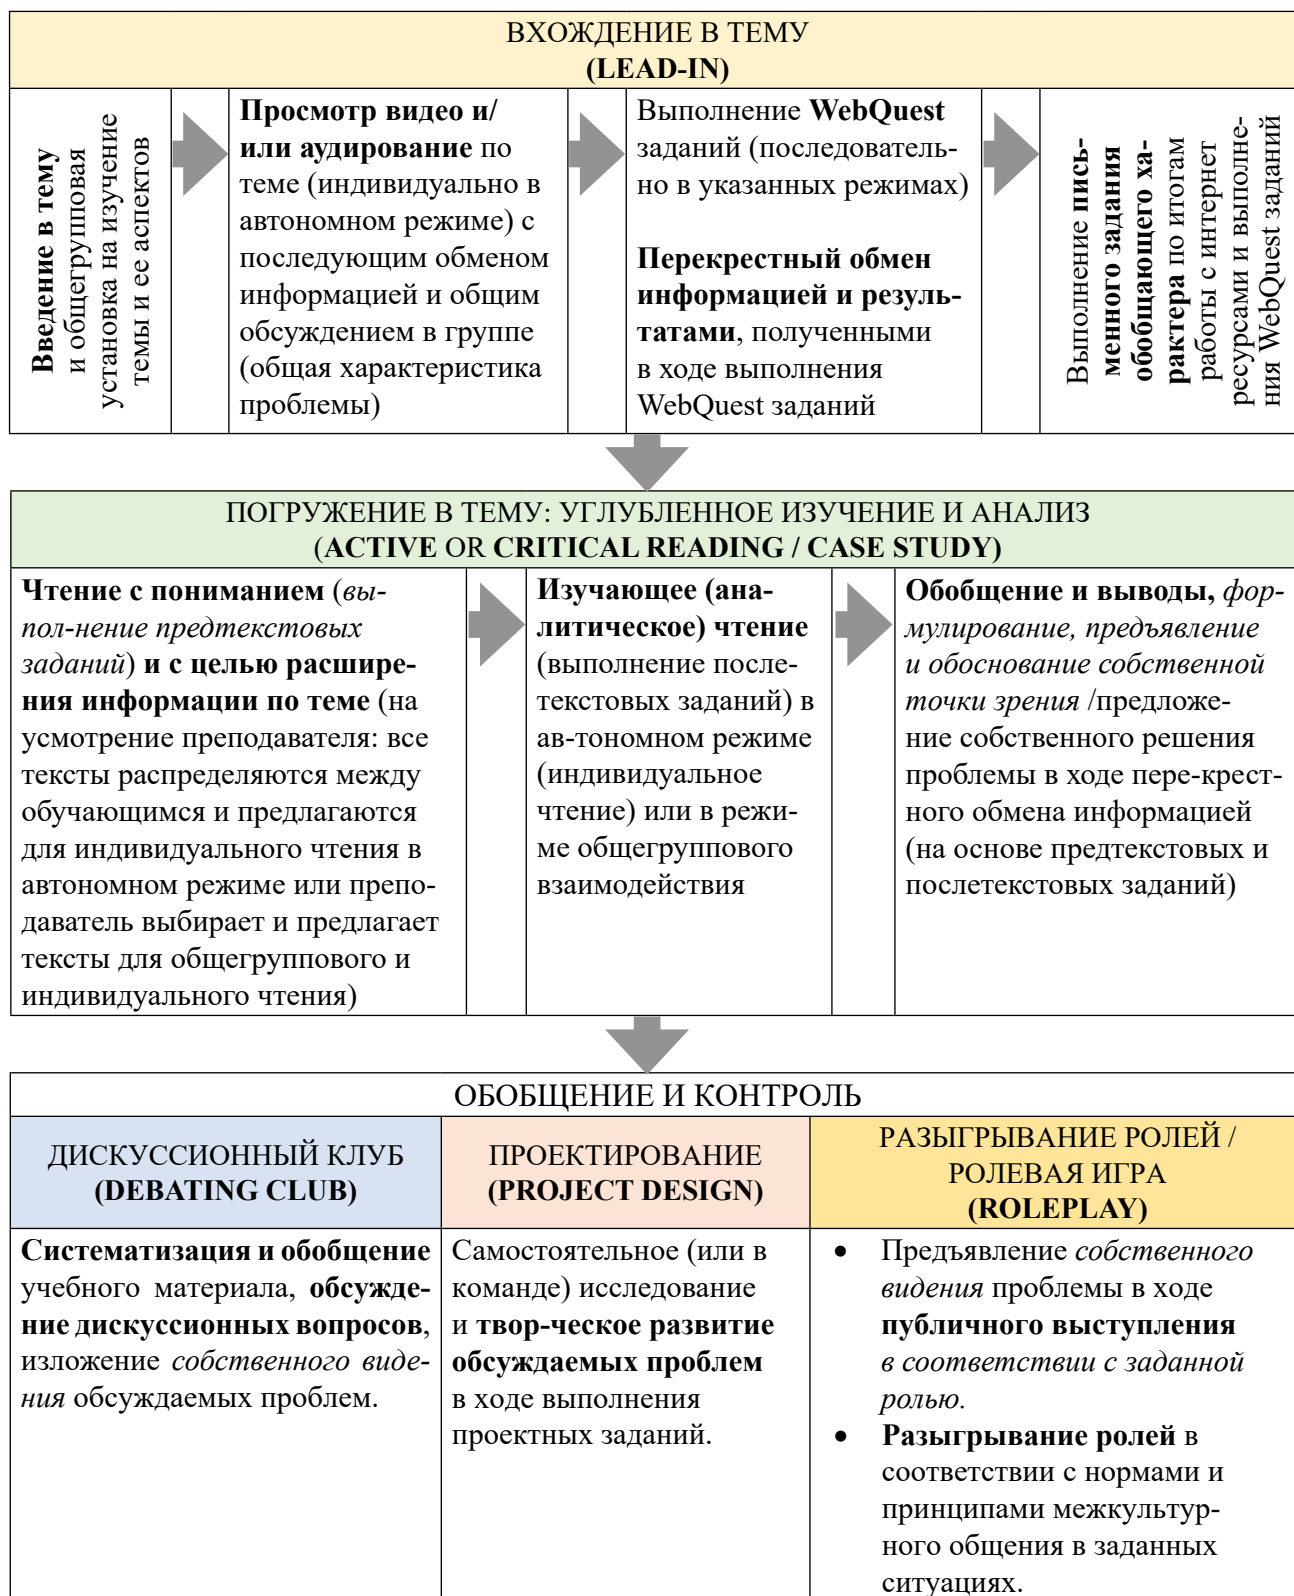 ВХОЖДЕНИЕ В ТЕМУ
(LEAD-IN)
Введение в тему
и общегрупповая
установка на изучение
темы и ее аспектов
Просмотр видео и/
или аудирование по
теме (индивидуально в
автономном режиме) с
последующим обменом
информацией и общим
обсуждением в группе
(общая характеристика
проблемы)
Выполнение WebQuest
заданий (последователь-
но в указанных режимах)
Перекрестный обмен
информацией и резуль-
татами, полученными
в ходе выполнения
WebQuest заданий
Выполнение пись-
менного задания
обобщающего ха-
рактера по итогам
работы с интернет
ресурсами и выполне-
ния WebQuest заданий
ПОГРУЖЕНИЕ В ТЕМУ: УГЛУБЛЕННОЕ ИЗУЧЕНИЕ И АНАЛИЗ
(ACTIVE OR CRITICAL READING / CASE STUDY)
Чтение с пониманием (вы-
пол-нение предтекстовых
заданий) и с целью расшире-
ния информации по теме (на
усмотрение преподавателя: все
тексты распределяются между
обучающимся и предлагаются
для индивидуального чтения в
автономном режиме или препо-
даватель выбирает и предлагает
тексты для общегруппового и
индивидуального чтения)
Изучающее (ана-
литическое) чтение
(выполнение после-
текстовых заданий) в
ав-тономном режиме
(индивидуальное
чтение) или в режи-
ме общегруппового
взаимодействия
Обобщение и выводы, фор-
мулирование, предъявление
и обоснование собственной
точки зрения /предложе-
ние собственного решения
проблемы в ходе пере-крест-
ного обмена информацией
(на основе предтекстовых и
послетекстовых заданий)
ОБОБЩЕНИЕ И КОНТРОЛЬ
ДИСКУССИОННЫЙ КЛУБ
(DEBATING CLUB)
ПРОЕКТИРОВАНИЕ
(PROJECT DESIGN)
РАЗЫГРЫВАНИЕ РОЛЕЙ /
РОЛЕВАЯ ИГРА
(ROLEPLAY)
Систематизация и обобщение
учебного материала, обсужде-
ние дискуссионных вопросов,
изложение собственного виде-
ния обсуждаемых проблем.
Самостоятельное (или в
команде) исследование
и твор-ческое развитие
обсуждаемых проблем
в ходе выполнения
проектных заданий.
• Предъявление собственного
видения проблемы в ходе
публичного выступления
в соответствии с заданной
ролью.
• Разыгрывание ролей в
соответствии с нормами и
принципами межкультур-
ного общения в заданных
ситуациях.